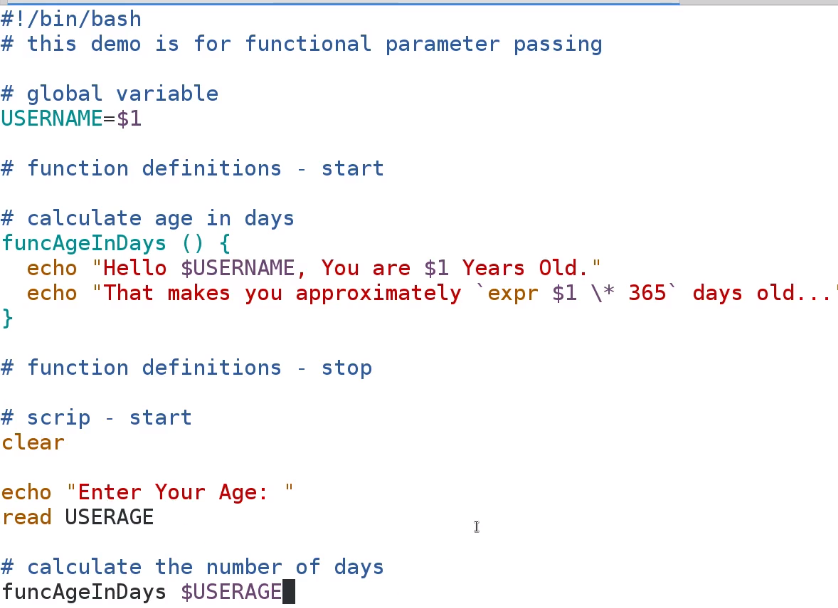 #!/bin/bash
# this demo is for functional parameter passing
# global variable
USERNAME=$1
# function definitions - start
# calculate age in days
funcAgeInDays () {
  echo "Hello $USERNAME, You are $1 Years Old."
  echo "That makes you approximately `expr $1 \* 365` days old..."
}
# function definitions - stop
# scrip - start
clear
echo "Enter Your Age: "
read USERAGE
# calculate the number of days
funcAgeInDays $USERAGE